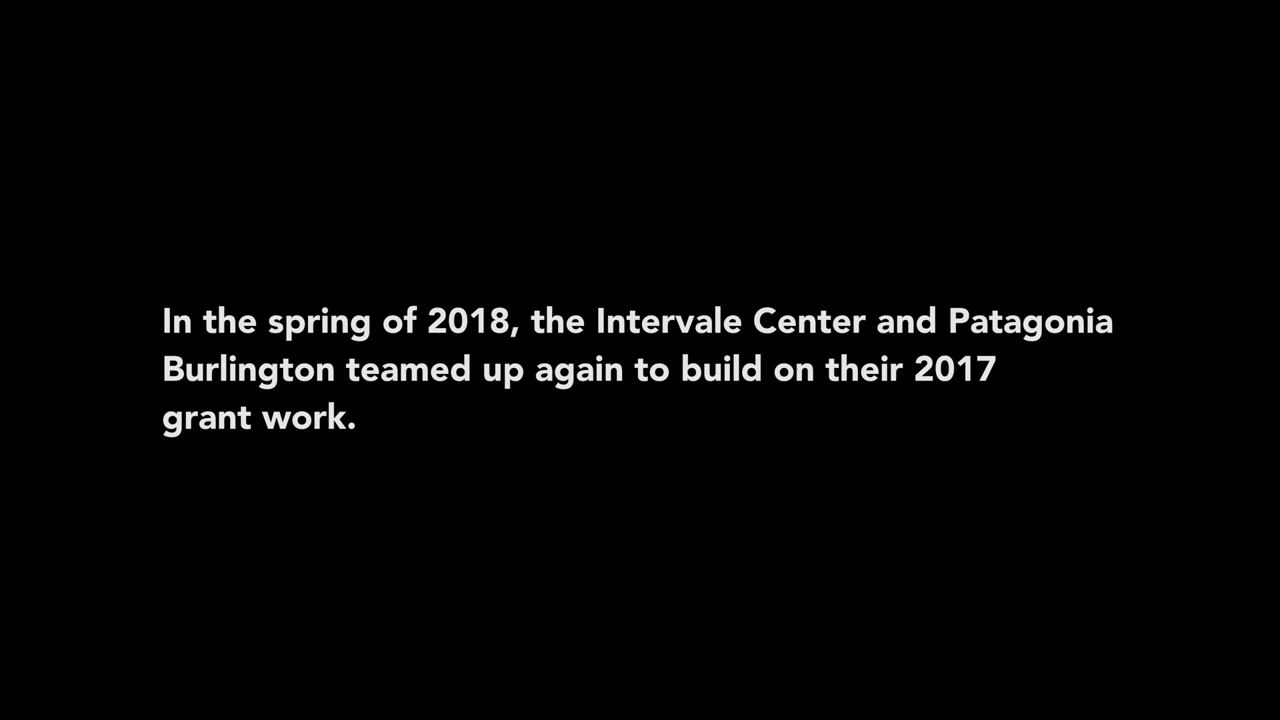 In the spring of 2018, the Intervale Center and Patagonia
Burlington teamed up again to build on their 2017
grant work.